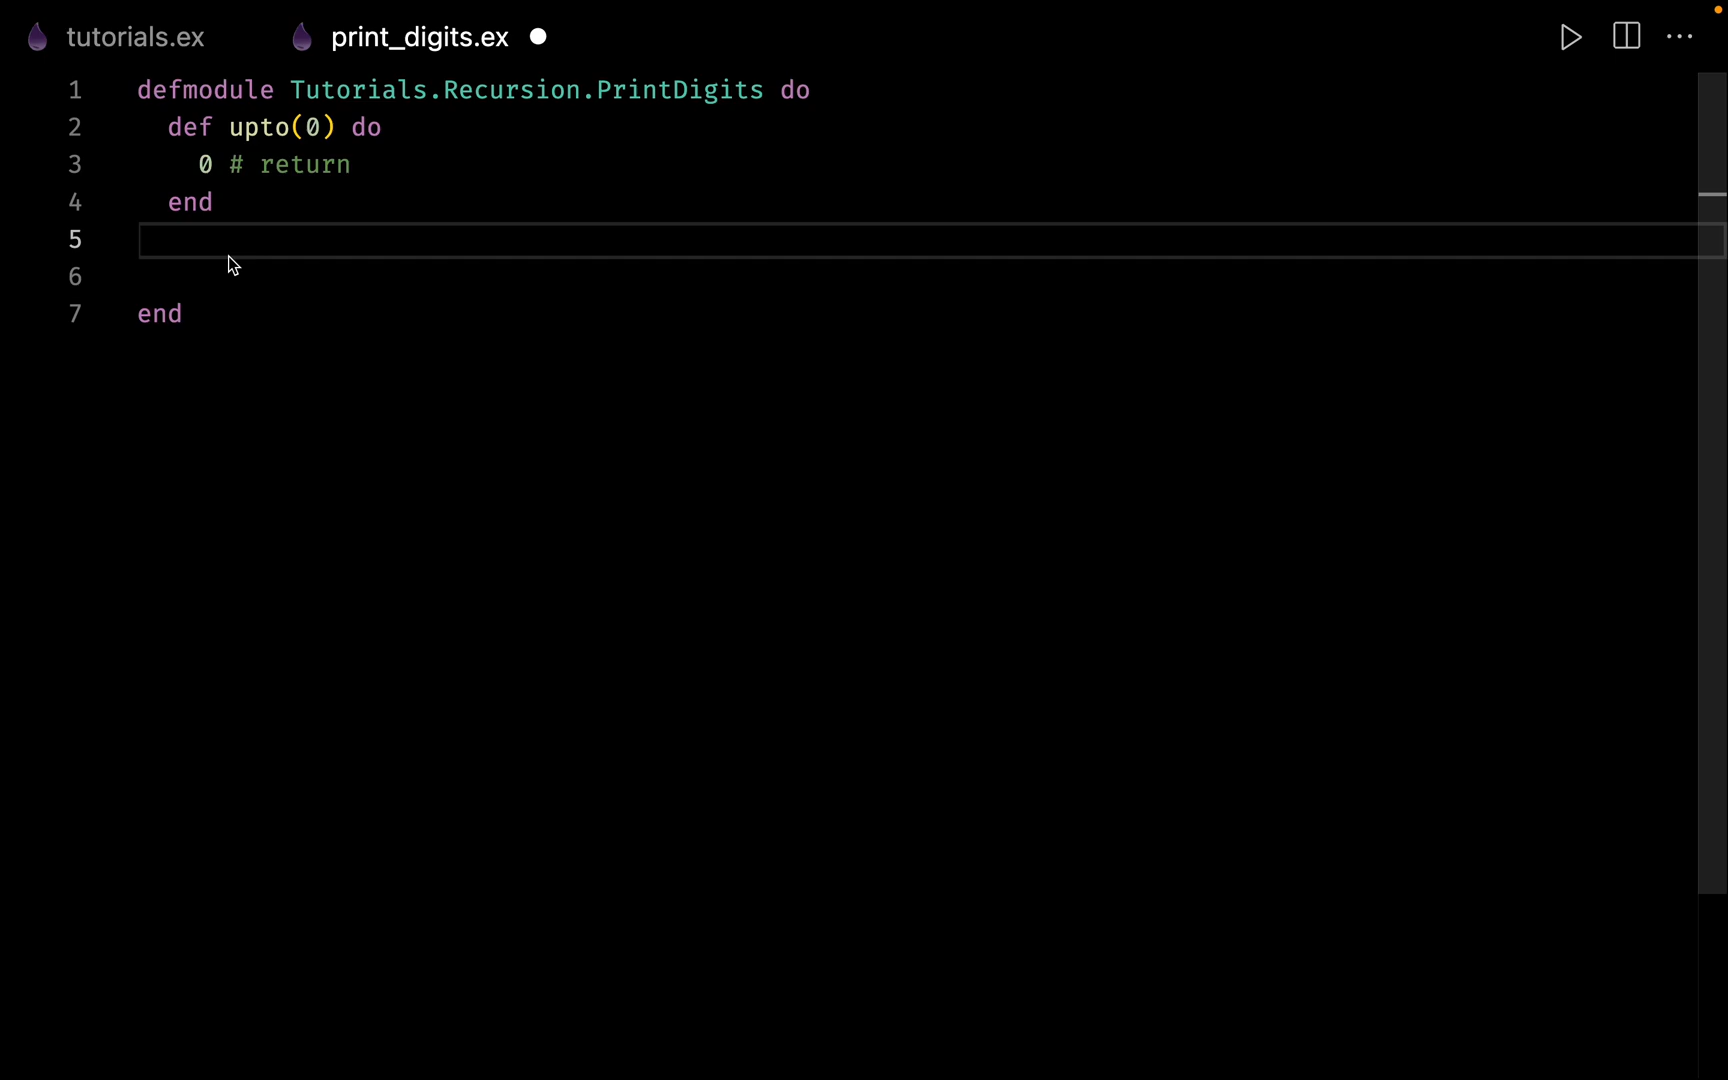 tutorials.ex print_digits.ex
1 defmodule Tutorials.Recursion.PrintDigits do
2 def upto(0) do
3 0 # return
4 end
5
6
7 end